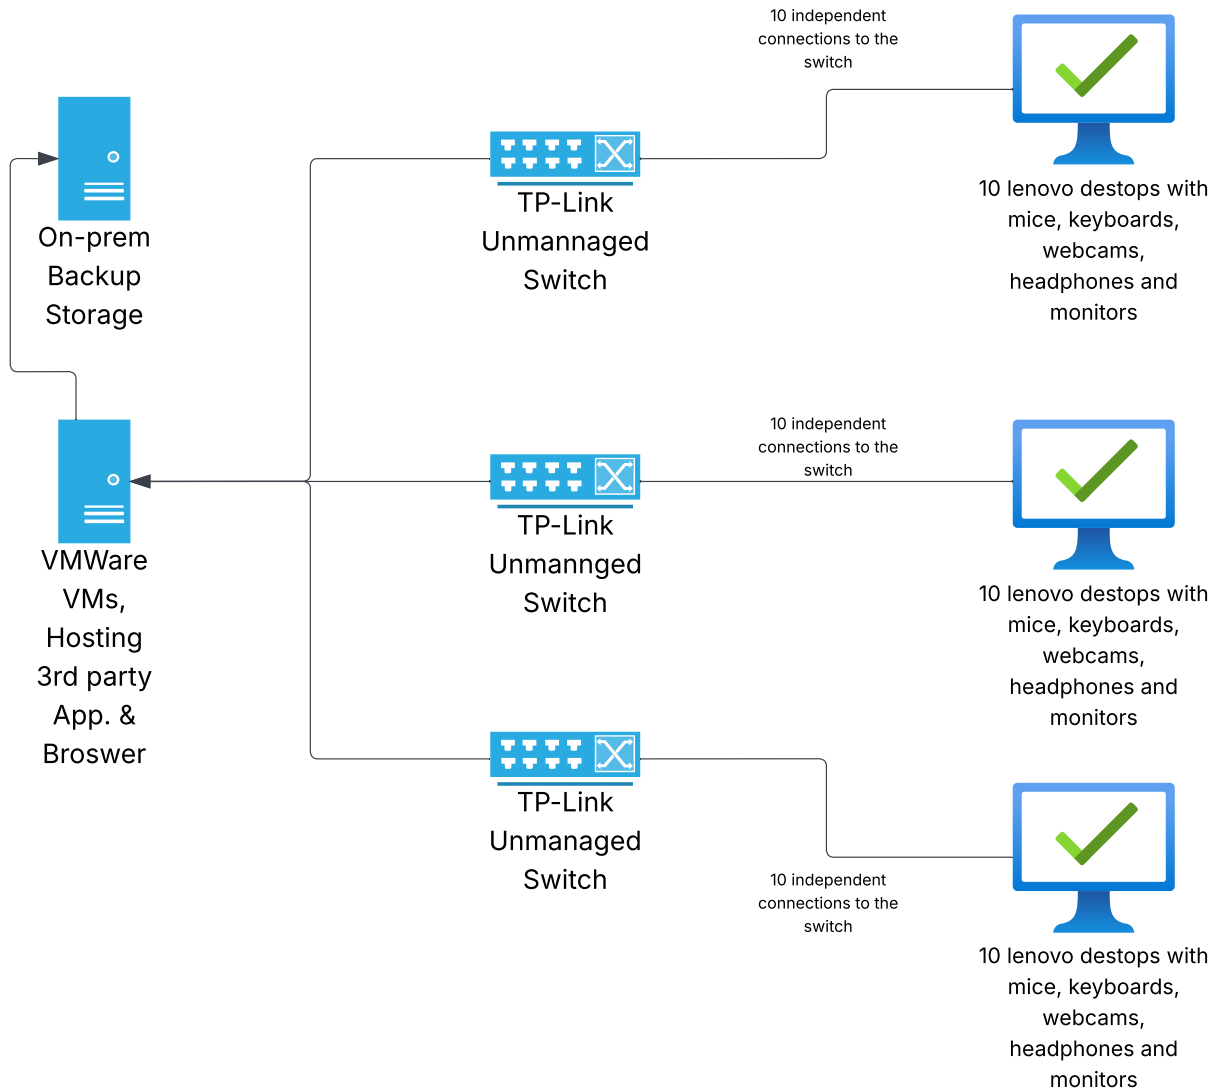 10 independent
connections to the
switch
10 lenovo destops with
mice, keyboards,
webcams,
headphones and
monitors
TP-Link
Unmannaged
Switch
On-prem
Backup
Storage
10 independent
connections to the
switch
TP-Link
Unmannged
Switch
10 lenovo destops with
mice, keyboards,
webcams,
headphones and
monitors
VMWare
VMs,
Hosting
3rd party
App. &
Broswer
TP-Link
Unmanaged
Switch
10 independent
connections to the
switch
10 lenovo destops with
mice, keyboards,
webcams,
headphones and
monitors